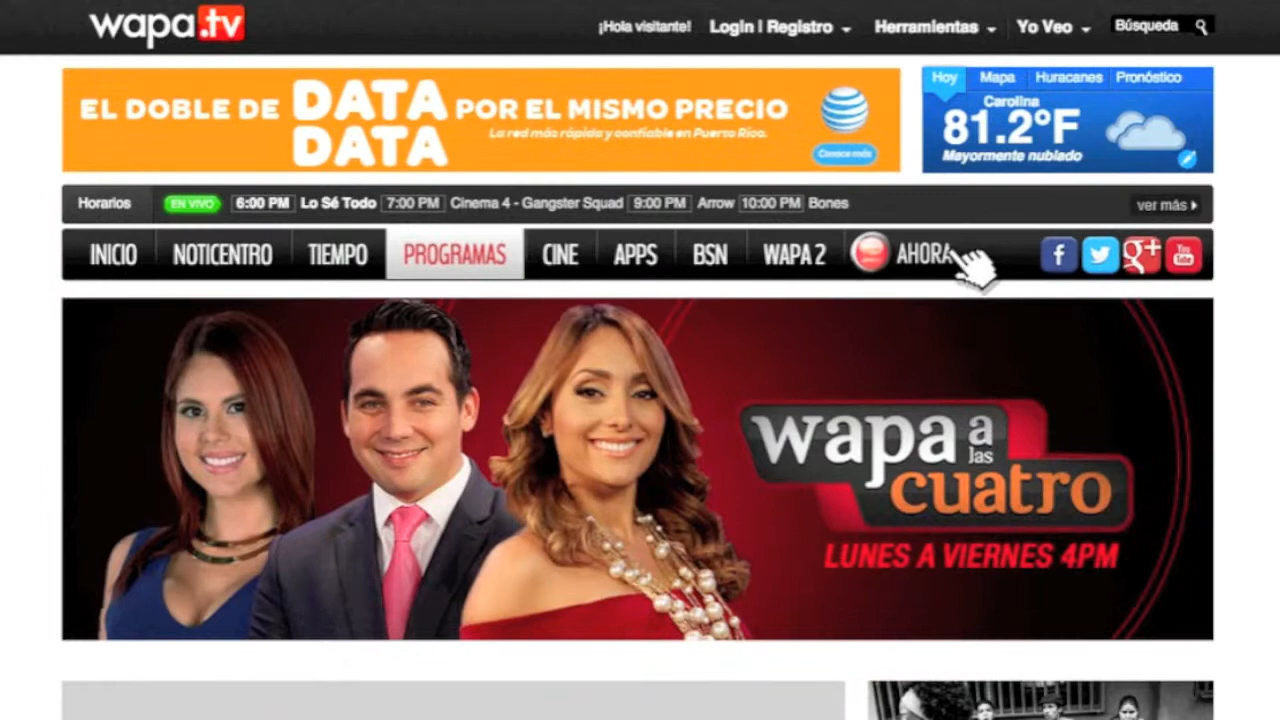 wapa.tv
¡Hola visitante! Login | Registro Herramientas Yo Veo Búsqueda
EL DOBLE DE DATA POR EL MISMO PRECIO
DATA
La red más rápida y confiable en Puerto Rico.
Conoce más
Hoy Mapa Huracanes Pronóstico
Carolina
81.2°F
Mayormente nublado
Horarios EN VIVO 6:00 PM Lo Sé Todo 7:00 PM Cinema 4 - Gangster Squad 9:00 PM Arrow 10:00 PM Bones ver más
INICIO NOTICENTRO TIEMPO PROGRAMAS CINE APPS BSN WAPA 2 AHORA f g+ You Tube
wapa a las
cuatro
LUNES A VIERNES 4PM